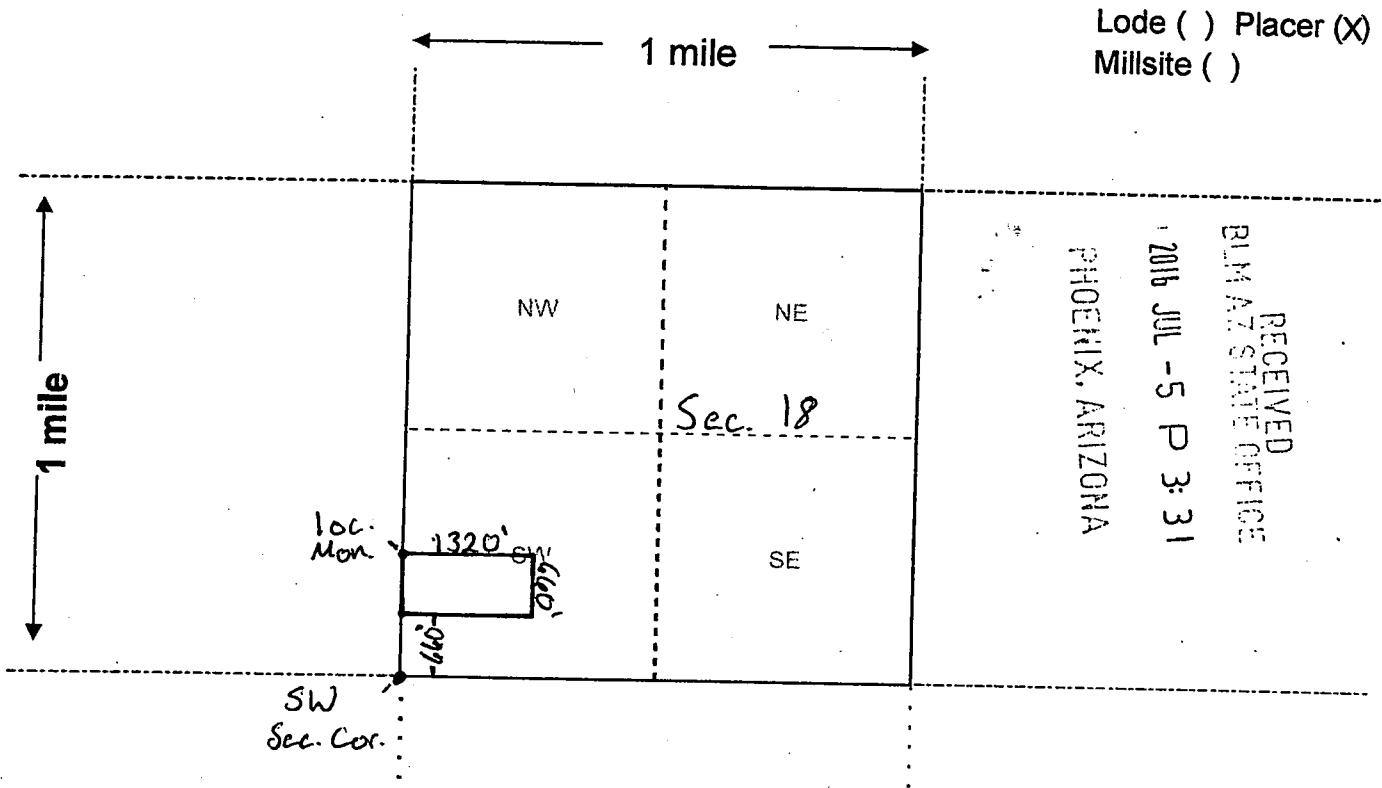 Lode ( ) Placer (X)
Millsite ( )
1 mile
1 mile
NW
NE
Sec. 18
loc.
Mon.
1320'
SW
660'
SE
660'
SW
Sec. Cor.
RECEIVED
BLM AZ STATE OFFICE
2016 JUL -5 P 3:31
PHOENIX, ARIZONA